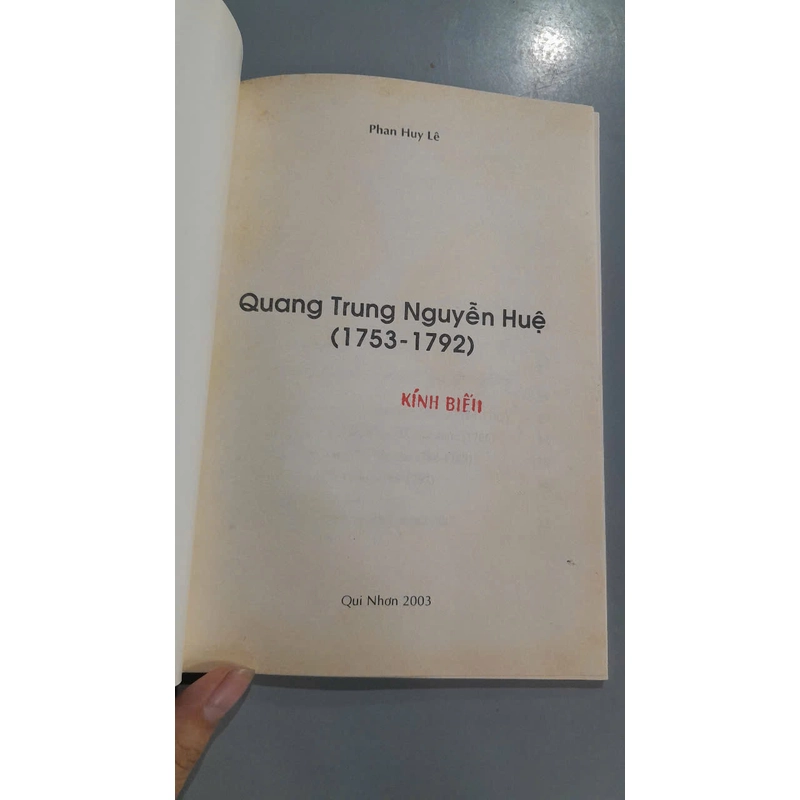 Phan Huy Lê
Quang Trung Nguyễn Huệ
(1753-1792)
KÍNH BIẾU
Qui Nhơn 2003